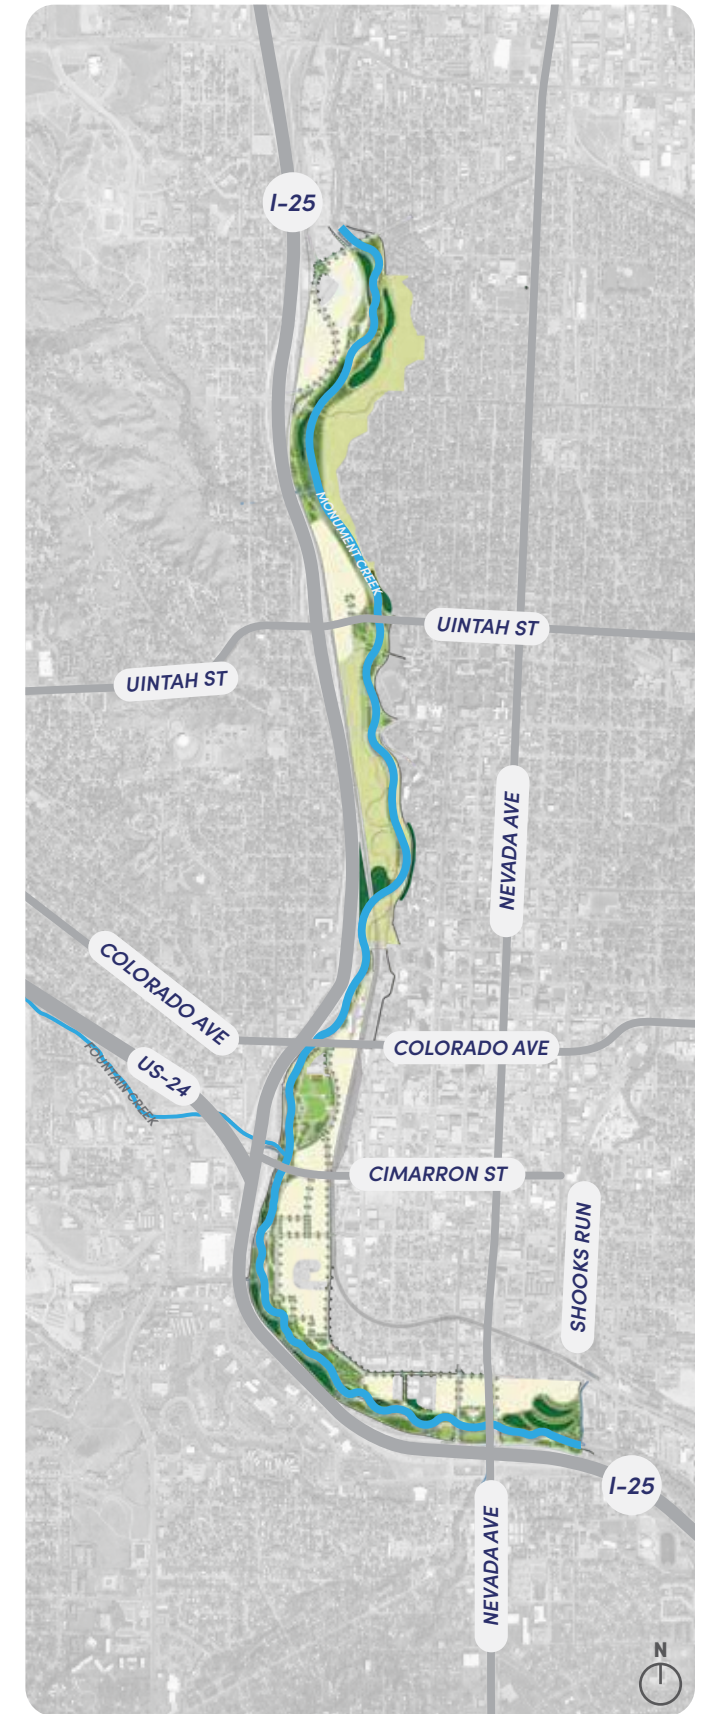 I-25
MONUMENT CREEK
UINTAH ST
UINTAH ST
NEVADA AVE
COLORADO AVE
COLORADO AVE
US-24
FOUNTAIN CREEK
CIMARRON ST
SHOOKS RUN
I-25
NEVADA AVE
N